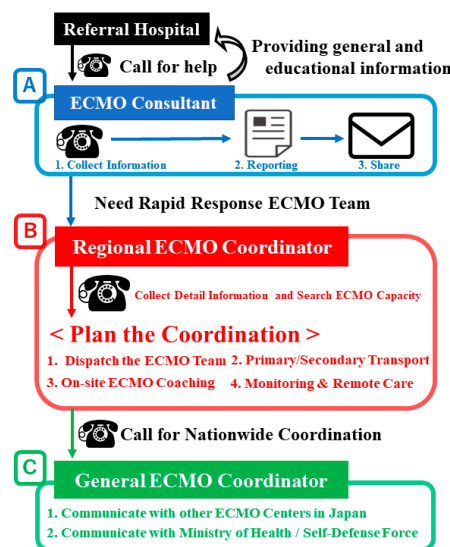 Referral Hospital
Call for help
Providing general and
educational information
A
ECMO Consultant
1. Collect Information
2. Reporting
3. Share
Need Rapid Response ECMO Team
B
Regional ECMO Coordinator
Collect Detail Information and Search ECMO Capacity
< Plan the Coordination >
1. Dispatch the ECMO Team 2. Primary/Secondary Transport
3. On-site ECMO Coaching 4. Monitoring & Remote Care
Call for Nationwide Coordination
C
General ECMO Coordinator
1. Communicate with other ECMO Centers in Japan
2. Communicate with Ministry of Health / Self-Defense Force